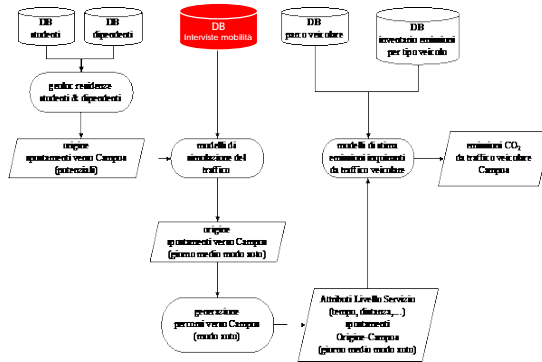 DB
studenti
DB
dipendenti
DB
Interviste mobilità
DB
parco veicolare
DB
inventario emissioni
per tipo veicolo
geoloc. residenze
studenti & dipendenti
origine
spostamenti verso Campus
(potenziali)
modelli di
simulazione del
traffico
modelli di stima
emissioni inquinanti
da traffico veicolare
emissioni CO₂
da traffico veicolare
Campus
origine
spostamenti verso Campus
(giorno medio modo auto)
generazione
percorsi verso Campus
(modo auto)
Attributi Livello Servizio
(tempo, distanza,...)
spostamenti
Origine-Campus
(giorno medio modo auto)